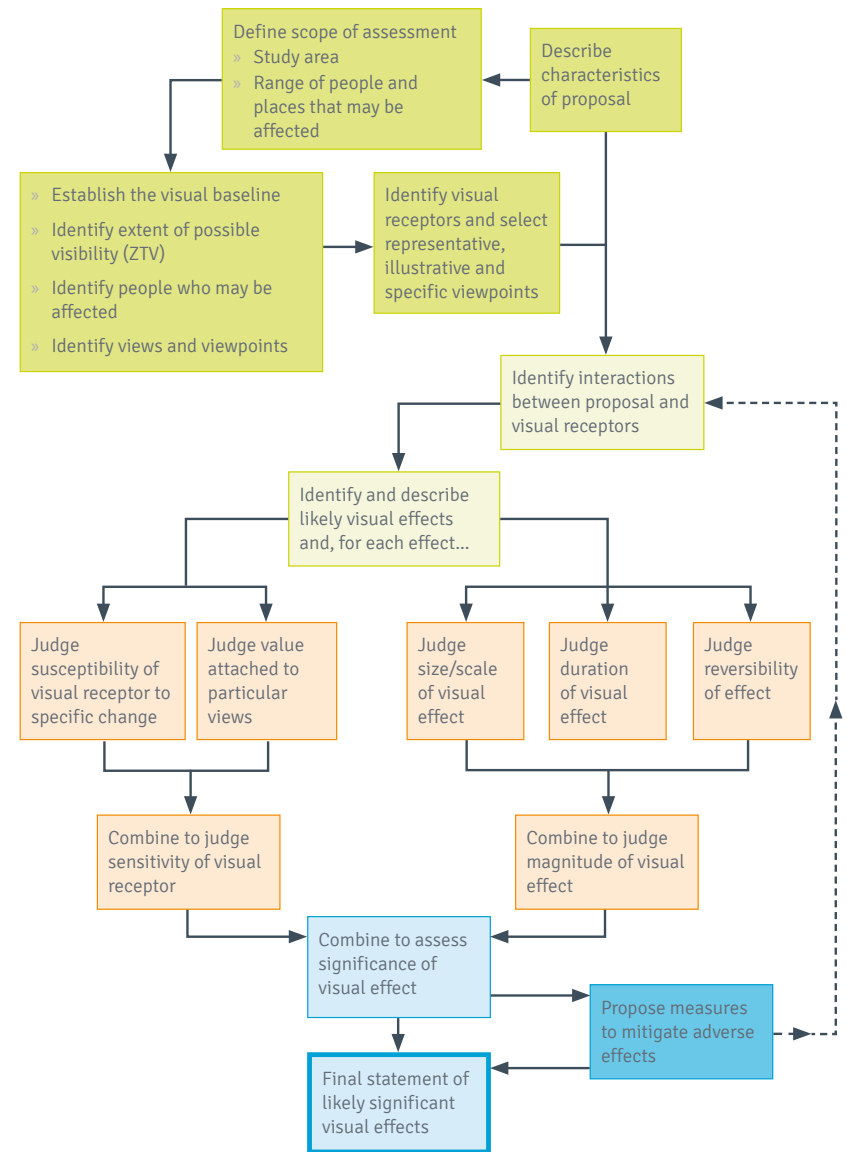 Define scope of assessment
» Study area
» Range of people and
places that may be
affected
Describe
characteristics
of proposal
» Establish the visual baseline
» Identify extent of possible
visibility (ZTV)
» Identify people who may be
affected
» Identify views and viewpoints
Identify visual
receptors and select
representative,
illustrative and
specific viewpoints
Identify interactions
between proposal and
visual receptors
Identify and describe
likely visual effects
and, for each effect...
Judge
susceptibility of
visual receptor to
specific change
Judge value
attached to
particular
views
Judge
size/scale
of visual
effect
Judge
duration
of visual
effect
Judge
reversibility
of effect
Combine to judge
sensitivity of visual
receptor
Combine to judge
magnitude of visual
effect
Combine to assess
significance of
visual effect
Propose measures
to mitigate adverse
effects
Final statement of
likely significant
visual effects